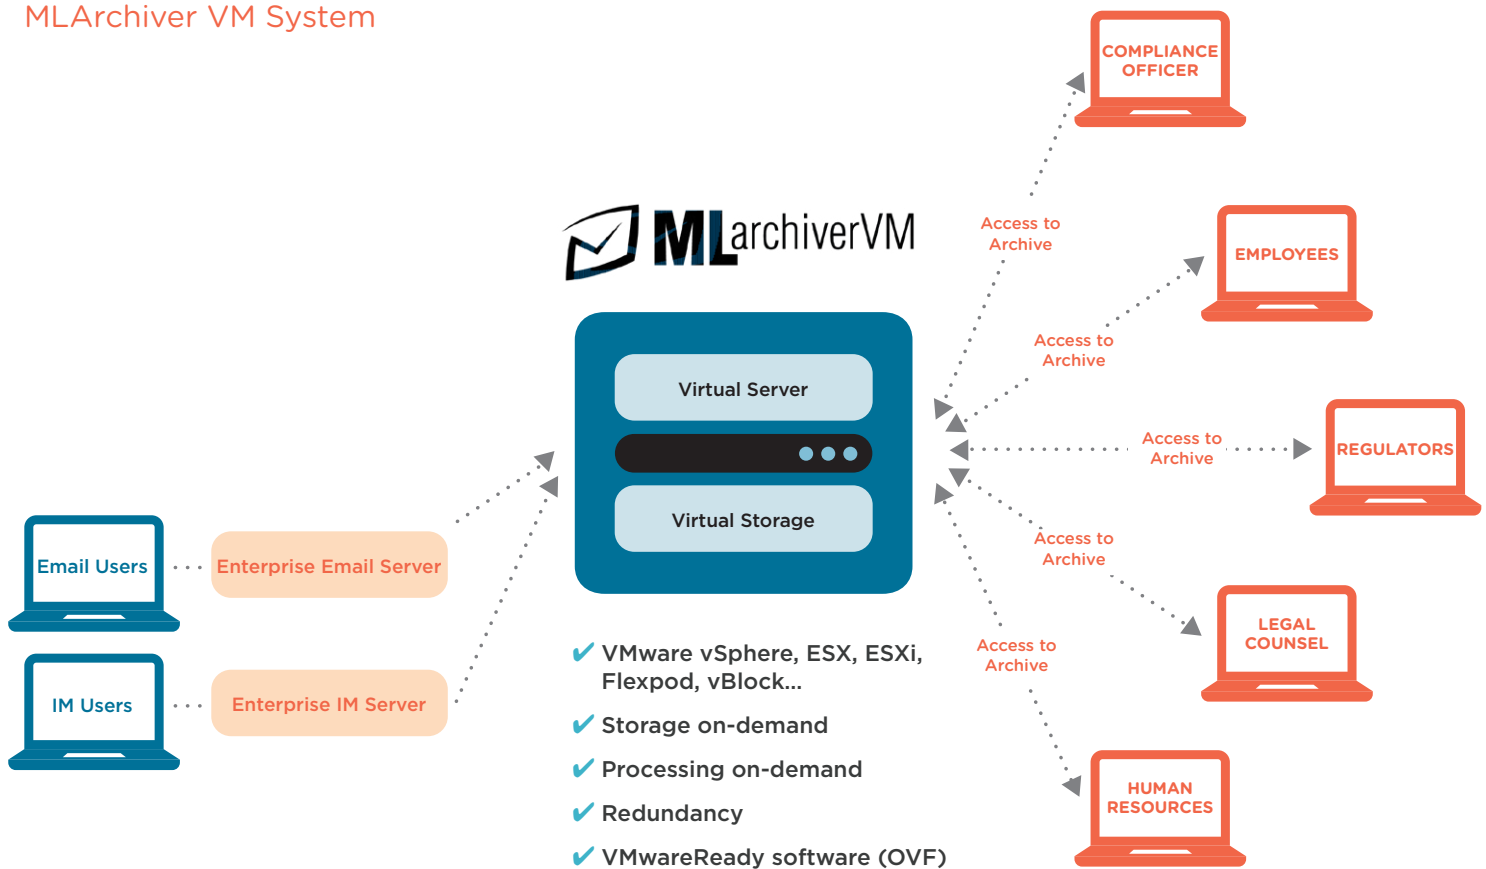 MLArchiver VM System
COMPLIANCE
OFFICER
Access to
Archive
MLarchiverVM
EMPLOYEES
Access to
Archive
Virtual Server
Access to
Archive
REGULATORS
Virtual Storage
Email Users
Enterprise Email Server
Access to
Archive
LEGAL
COUNSEL
IM Users
Enterprise IM Server
Access to
Archive
HUMAN
RESOURCES
✔ VMware vSphere, ESX, ESXi,
Flexpod, vBlock...
✔ Storage on-demand
✔ Processing on-demand
✔ Redundancy
✔ VMwareReady software (OVF)